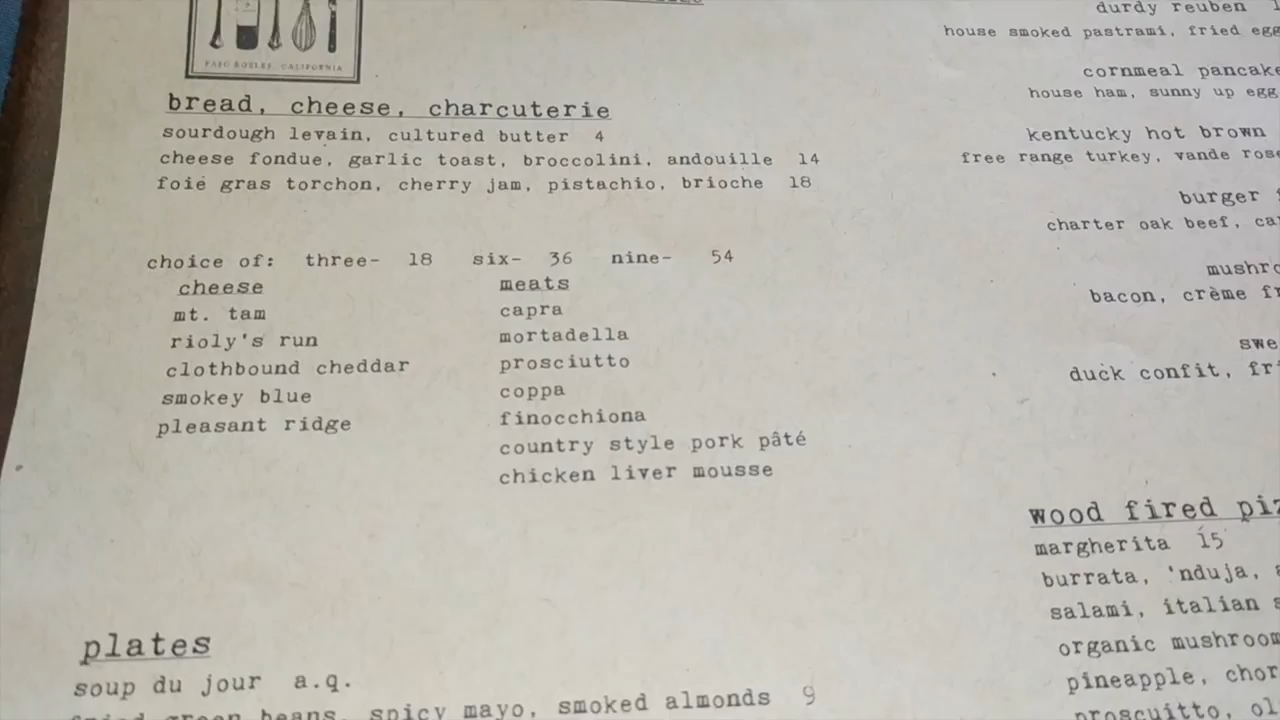 PASO ROBLES, CALIFORNIA
bread, cheese, charcuterie
sourdough levain, cultured butter 4
cheese fondue, garlic toast, broccolini, andouille 14
foie gras torchon, cherry jam, pistachio, brioche 18
choice of: three- 18 six- 36 nine- 54
cheese
mt. tam
rioly's run
clothbound cheddar
smokey blue
pleasant ridge
meats
capra
mortadella
prosciutto
coppa
finocchiona
country style pork pâté
chicken liver mousse
plates
soup du jour a.q.
fried green beans, spicy mayo, smoked almonds 9
durdy reuben
house smoked pastrami, fried egg
cornmeal pancake
house ham, sunny up egg
kentucky hot brown
free range turkey, vande rose
burger
charter oak beef,
bacon, crème
duck confit,
wood fired
margherita 15
burrata, 'nduja,
salami, italian
organic mushroom
pineapple,
prosciutto,